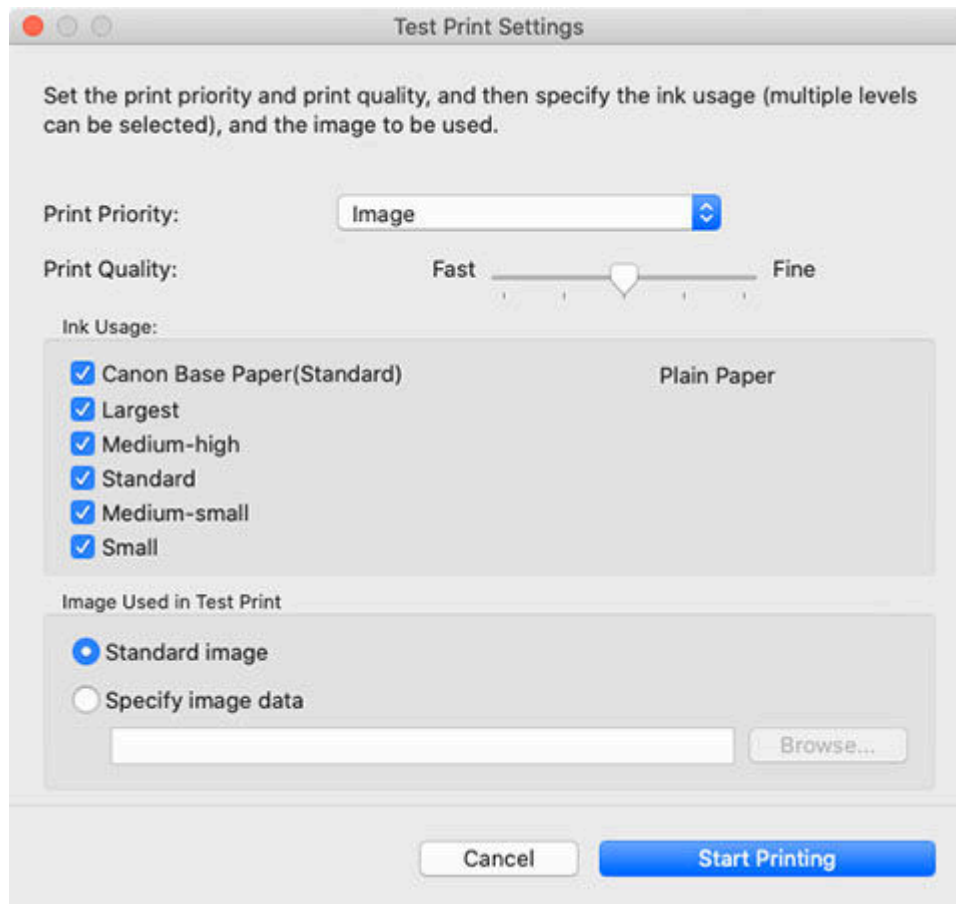 Test Print Settings
Set the print priority and print quality, and then specify the ink usage (multiple levels
can be selected), and the image to be used.
Print Priority: Image
Print Quality: Fast Fine
Ink Usage:
Canon Base Paper(Standard) Plain Paper
Largest
Medium-high
Standard
Medium-small
Small
Image Used in Test Print
Standard image
Specify image data
Browse...
Cancel Start Printing